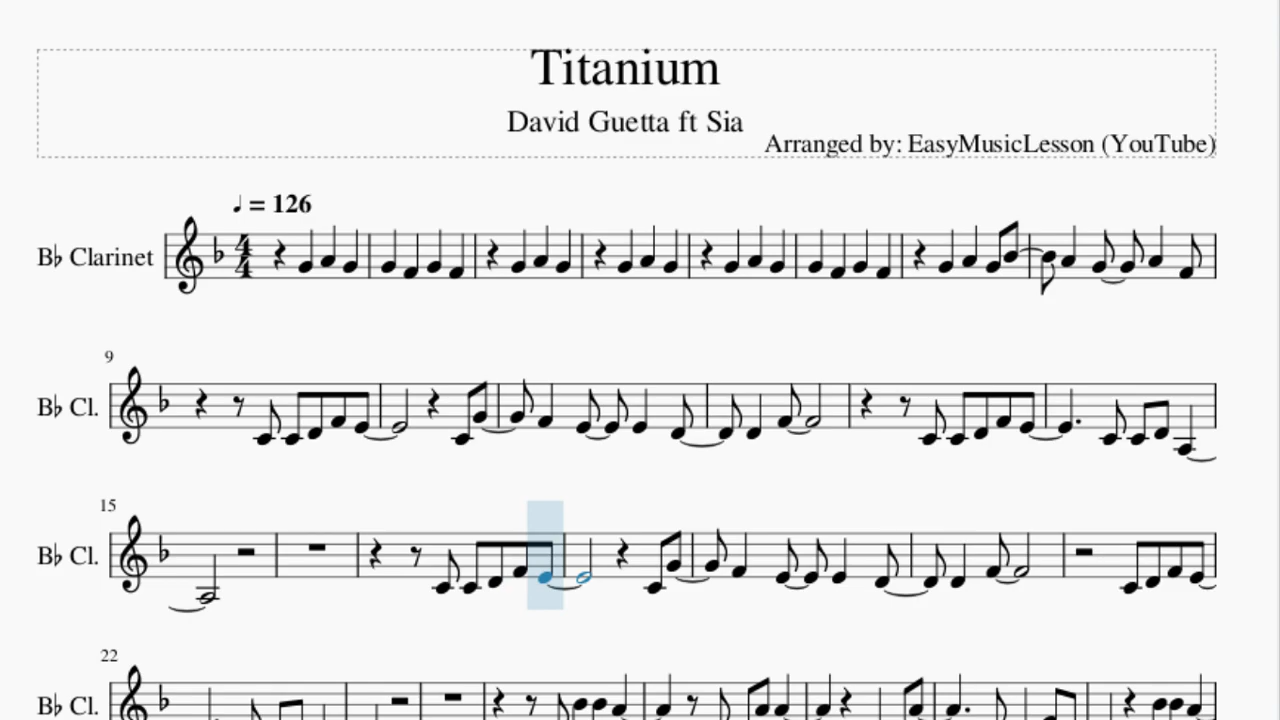 Titanium
David Guetta ft Sia
Arranged by: EasyMusicLesson (YouTube)
♩ = 126
B♭ Clarinet
9
B♭ Cl.
15
B♭ Cl.
22
B♭ Cl.